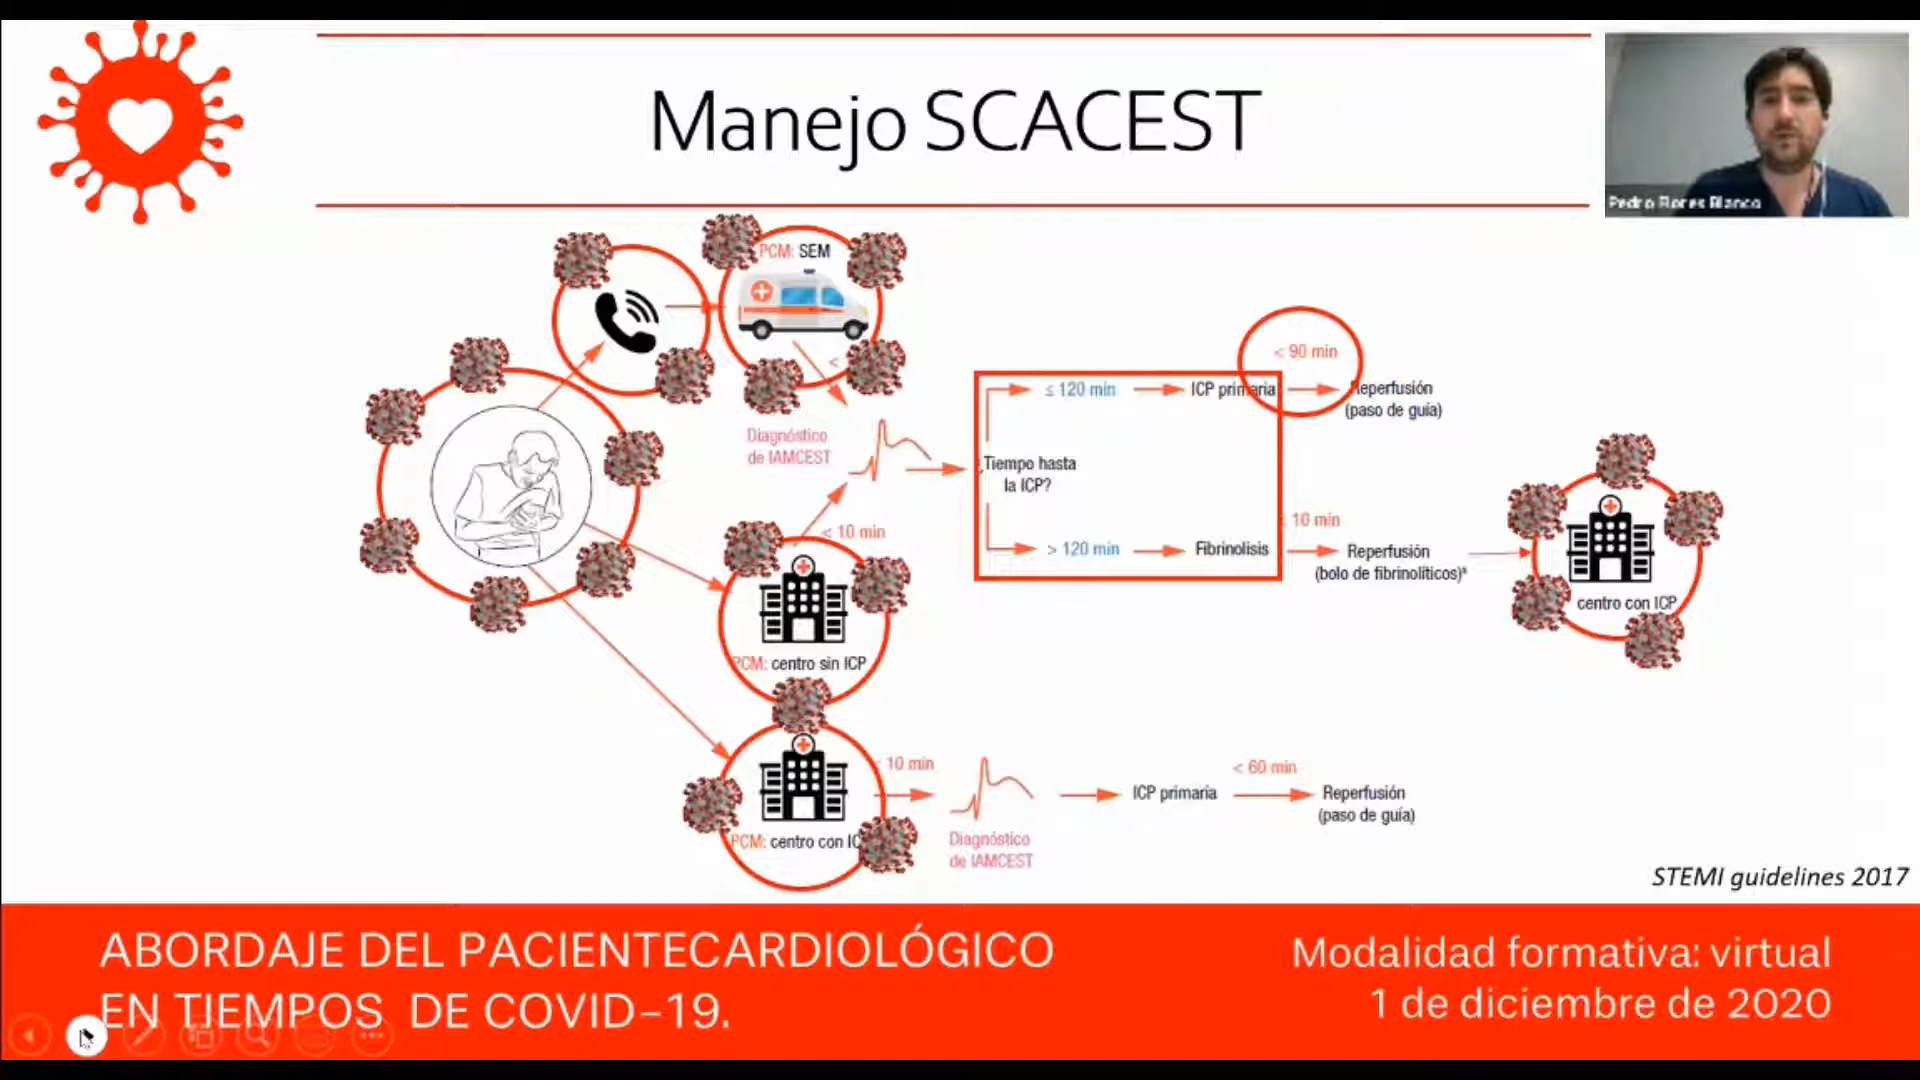 Manejo SCACEST
Pedro Flores Blanco
PCM: SEM
<
Diagnóstico
de IAMCEST
< 10 min
PCM: centro sin ICP
¿Tiempo hasta
la ICP?
≤ 120 min
ICP primaria
< 90 min
Reperfusión
(paso de guía)
> 120 min
Fibrinolisis
10 min
Reperfusión
(bolo de fibrinolíticos)ª
centro con ICP
PCM: centro con IC
10 min
Diagnóstico
de IAMCEST
ICP primaria
< 60 min
Reperfusión
(paso de guía)
STEMI guidelines 2017
ABORDAJE DEL PACIENTECARDIOLÓGICO
EN TIEMPOS DE COVID-19.
Modalidad formativa: virtual
1 de diciembre de 2020